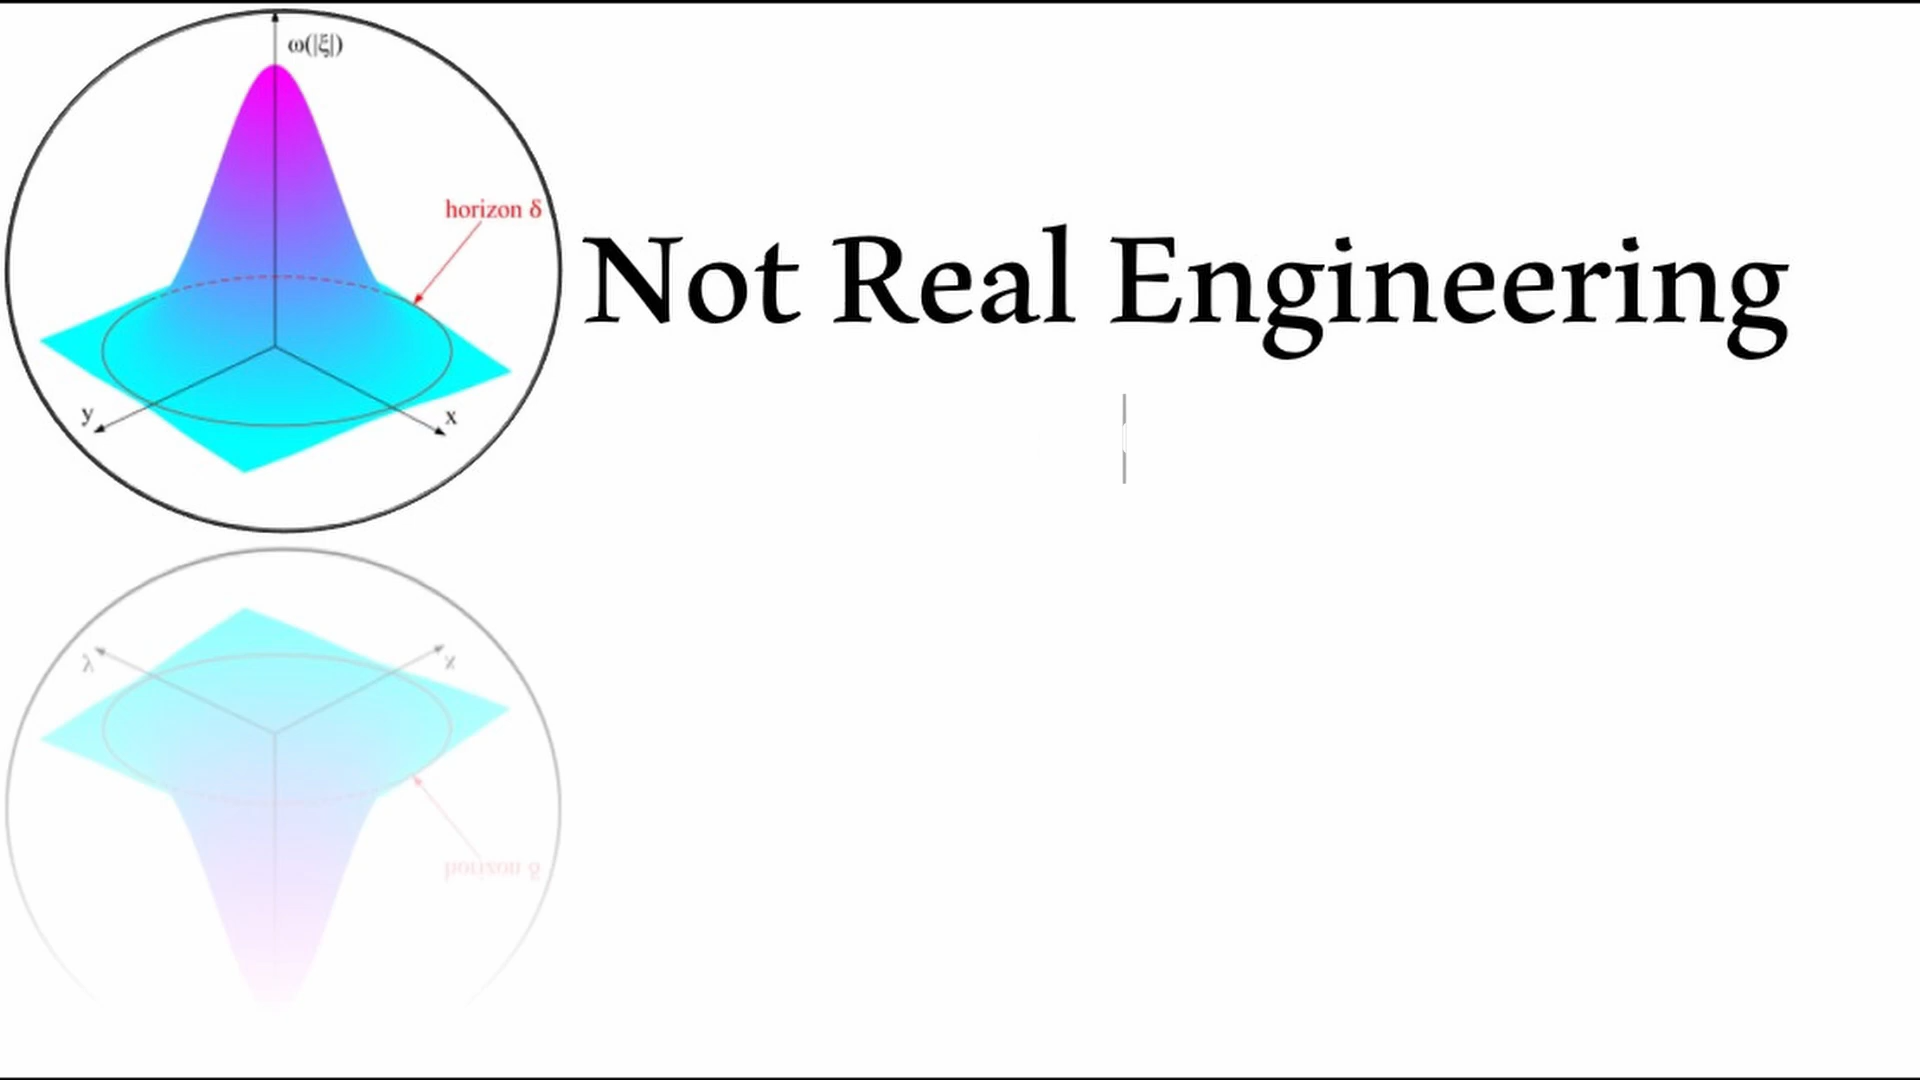 ω(|ξ|)
horizon δ
Not Real Engineering
y
x